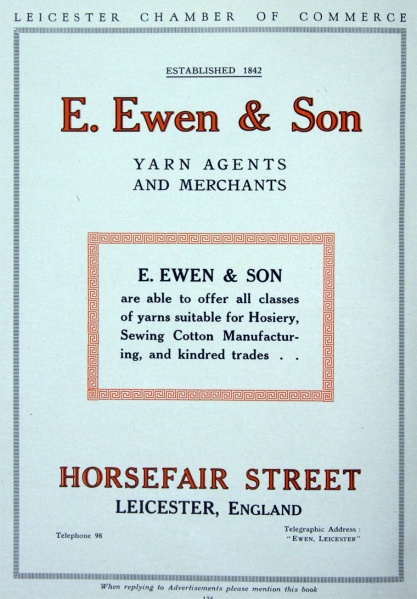 LEICESTER CHAMBER OF COMMERCE
ESTABLISHED 1842
E. Ewen & Son
YARN AGENTS
AND MERCHANTS
E. EWEN & SON
are able to offer all classes
of yarns suitable for Hosiery,
Sewing Cotton Manufactur-
ing, and kindred trades . .
HORSEFAIR STREET
LEICESTER, ENGLAND
Telephone 98
Telegraphic Address :
"EWEN, LEICESTER"
When replying to Advertisements please mention this book